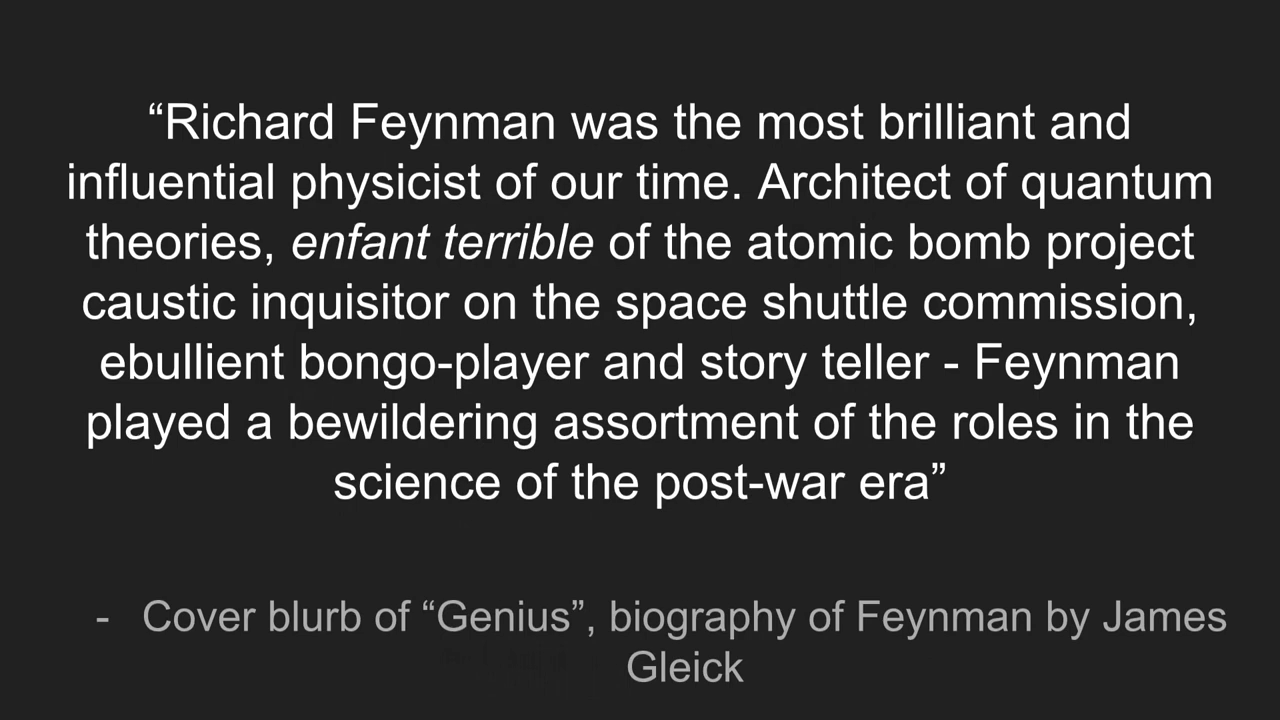 “Richard Feynman was the most brilliant and
influential physicist of our time. Architect of quantum
theories, enfant terrible of the atomic bomb project
caustic inquisitor on the space shuttle commission,
ebullient bongo-player and story teller - Feynman
played a bewildering assortment of the roles in the
science of the post-war era”
- Cover blurb of “Genius”, biography of Feynman by James
Gleick